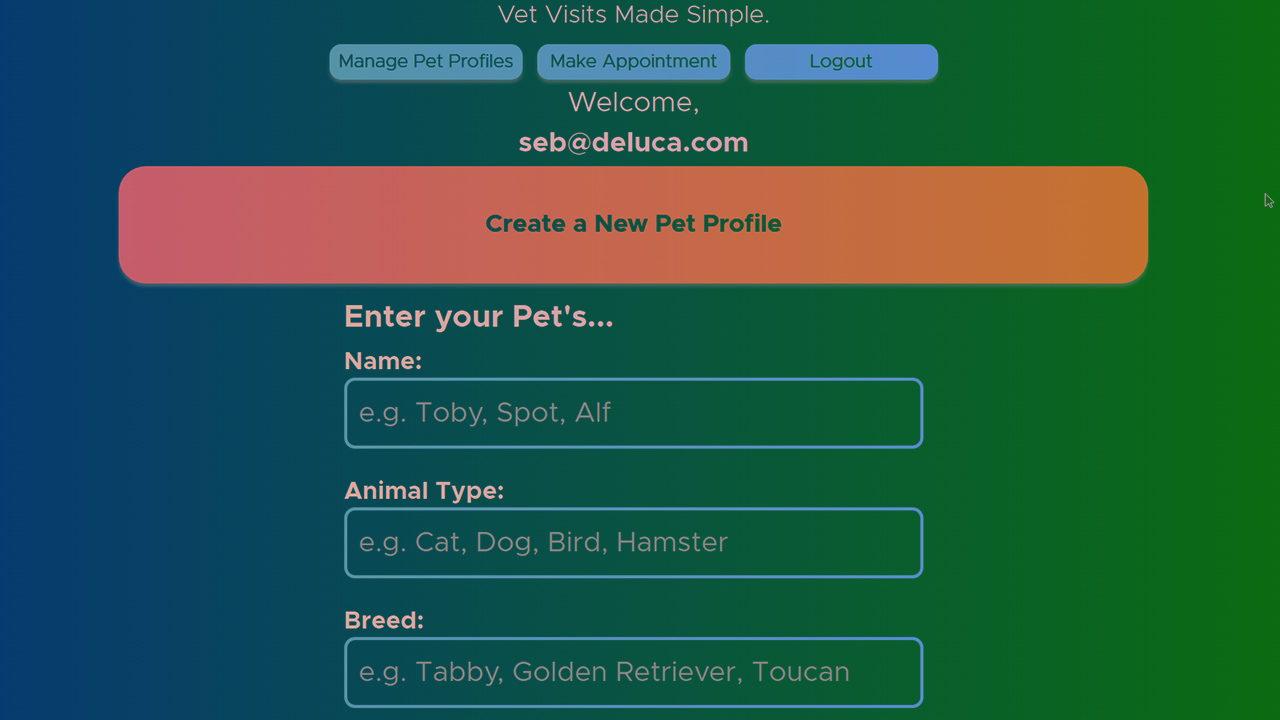 Vet Visits Made Simple.
Manage Pet Profiles Make Appointment Logout
Welcome,
seb@deluca.com
Create a New Pet Profile
Enter your Pet's...
Name:
e.g. Toby, Spot, Alf
Animal Type:
e.g. Cat, Dog, Bird, Hamster
Breed:
e.g. Tabby, Golden Retriever, Toucan